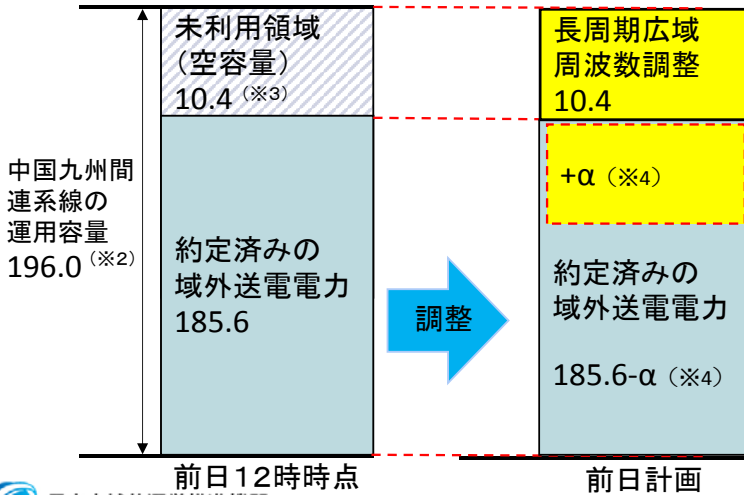 未利用領域
(空容量)
10.4 (※3)
中国九州間
連系線の
運用容量
196.0 (※2)
約定済みの
域外送電電力
185.6
前日12時時点
調整
長周期広域
周波数調整
10.4
+α (※4)
約定済みの
域外送電電力
185.6-α (※4)
前日計画